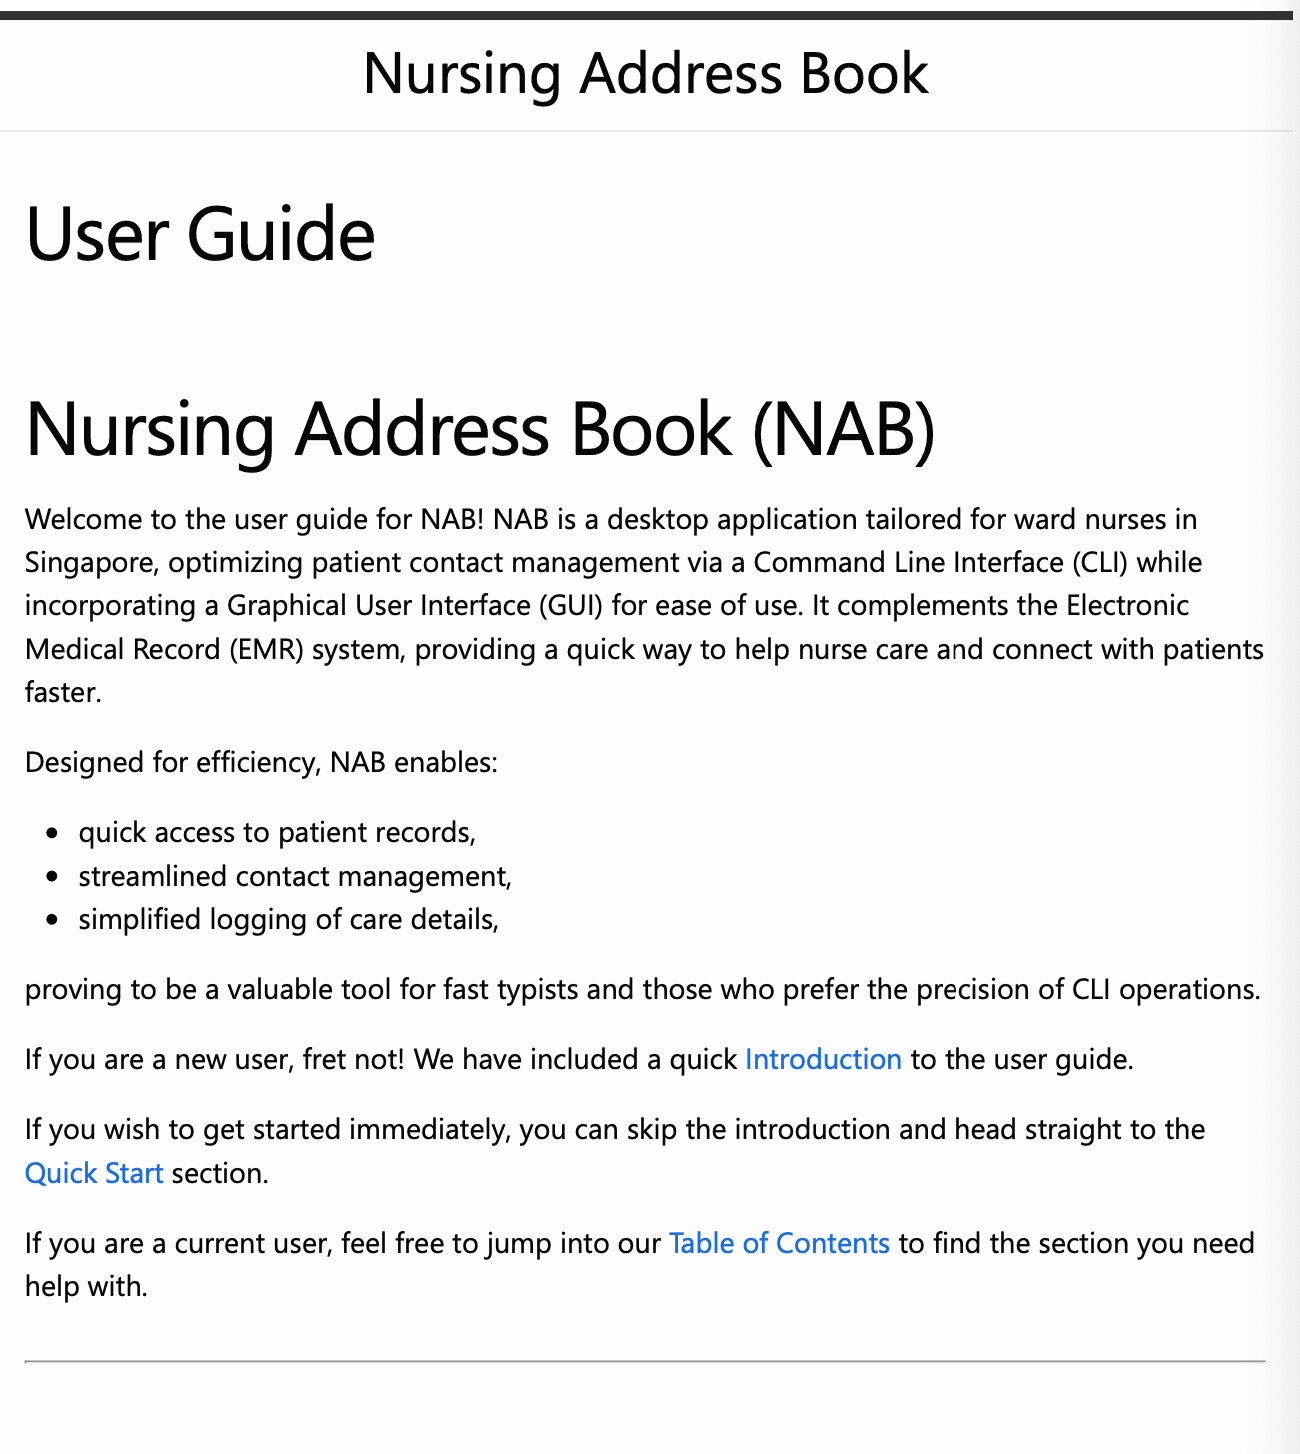 Nursing Address Book
User Guide
Nursing Address Book (NAB)
Welcome to the user guide for NAB! NAB is a desktop application tailored for ward nurses in
Singapore, optimizing patient contact management via a Command Line Interface (CLI) while
incorporating a Graphical User Interface (GUI) for ease of use. It complements the Electronic
Medical Record (EMR) system, providing a quick way to help nurse care and connect with patients
faster.
Designed for efficiency, NAB enables:
• quick access to patient records,
• streamlined contact management,
• simplified logging of care details,
proving to be a valuable tool for fast typists and those who prefer the precision of CLI operations.
If you are a new user, fret not! We have included a quick Introduction to the user guide.
If you wish to get started immediately, you can skip the introduction and head straight to the
Quick Start section.
If you are a current user, feel free to jump into our Table of Contents to find the section you need
help with.